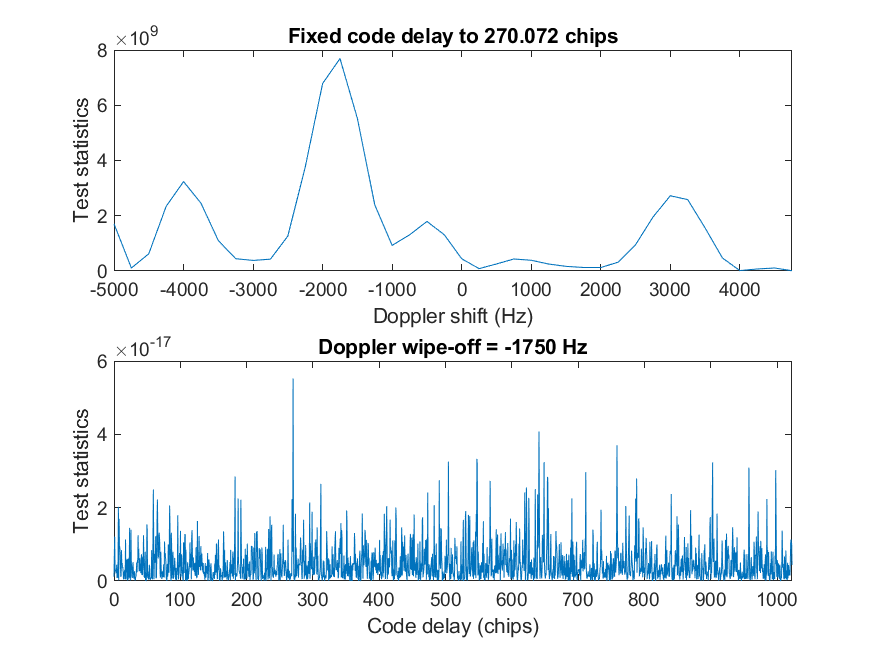 ×10⁹
Fixed code delay to 270.072 chips
8
6
4
2
0
Test statistics
-5000 -4000 -3000 -2000 -1000 0 1000 2000 3000 4000
Doppler shift (Hz)
×10⁻¹⁷
Doppler wipe-off = -1750 Hz
6
4
2
0
Test statistics
0 100 200 300 400 500 600 700 800 900 1000
Code delay (chips)